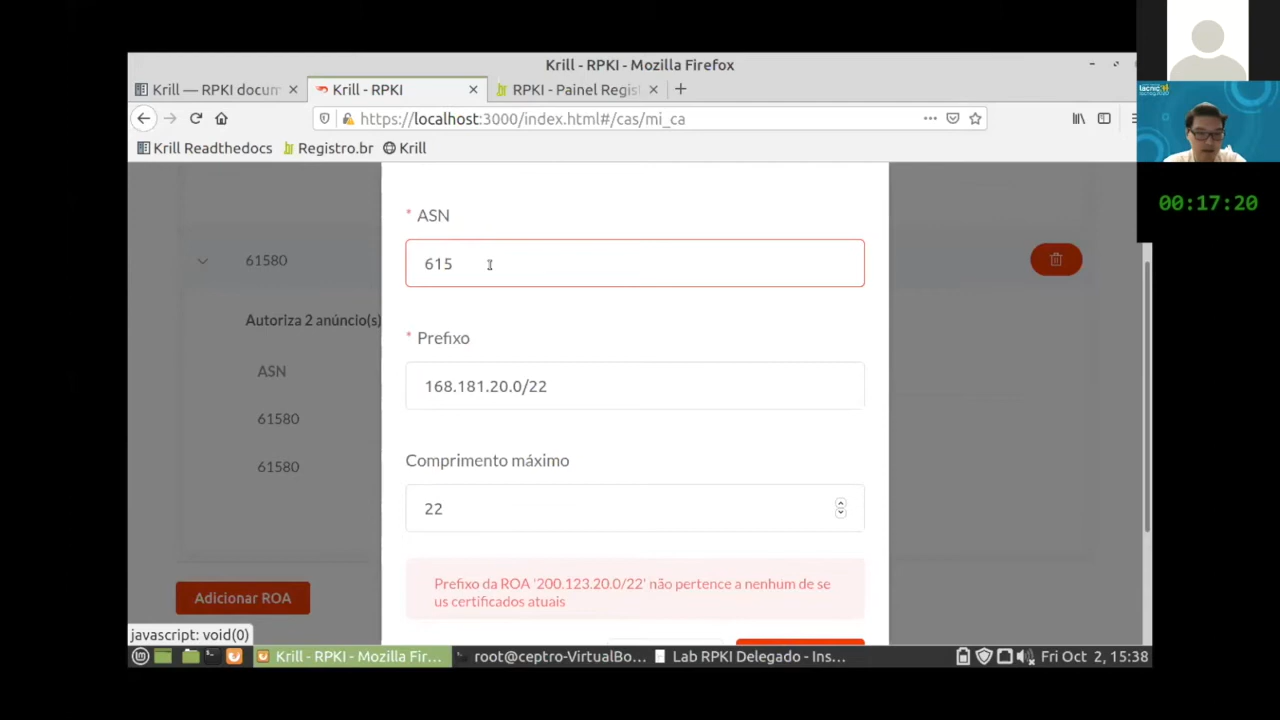 Krill - RPKI - Mozilla Firefox
Krill — RPKI docun
Krill - RPKI
RPKI - Painel Regist
https://localhost:3000/index.html#/cas/mi_ca
Krill Readthedocs
Registro.br
Krill
lacnic
00:17:20
* ASN
615
61580
Autoriza 2 anúncio(s)
* Prefixo
168.181.20.0/22
ASN
61580
Comprimento máximo
61580
22
Prefixo da ROA '200.123.20.0/22' não pertence a nenhum de se
us certificados atuais
Adicionar ROA
javascript: void(0)
Krill - RPKI - Mozilla Fir...
root@ceptro-VirtualBo...
Lab RPKI Delegado - Ins...
Fri Oct 2, 15:38